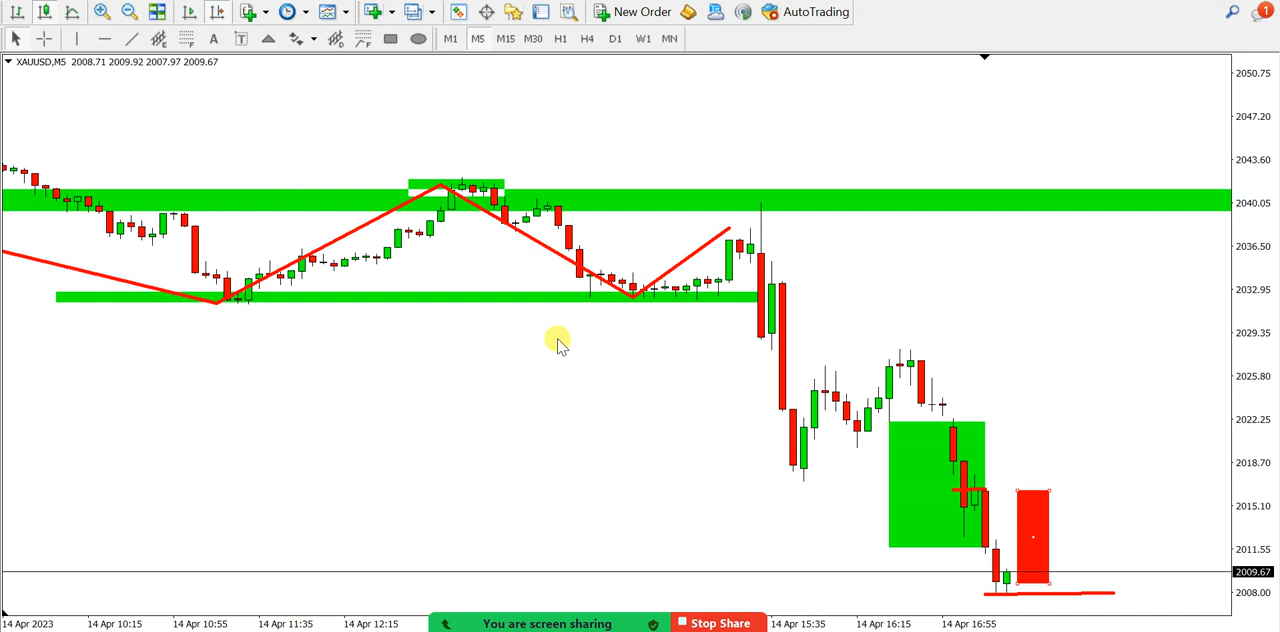 New Order
AutoTrading
1
A
T
E
F
E
F
M1 M5 M15 M30 H1 H4 D1 W1 MN
XAUUSD,M5 2008.71 2009.92 2007.97 2009.67
2050.75
2047.20
2043.60
2040.05
2036.50
2032.95
2029.35
2025.80
2022.25
2018.70
2015.10
2011.55
2009.67
2008.00
14 Apr 2023
14 Apr 10:15
14 Apr 10:55
14 Apr 11:35
14 Apr 12:15
14 Apr 15:35
14 Apr 16:15
14 Apr 16:55
You are screen sharing
Stop Share